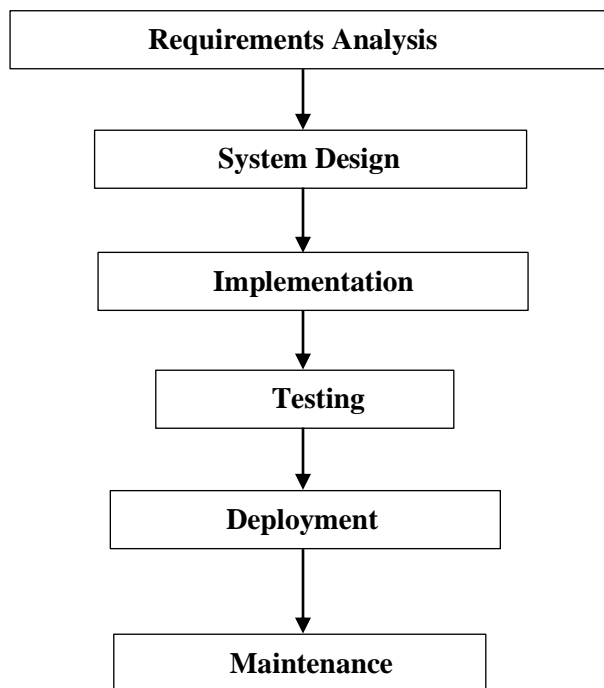 Requirements Analysis
System Design
Implementation
Testing
Deployment
Maintenance